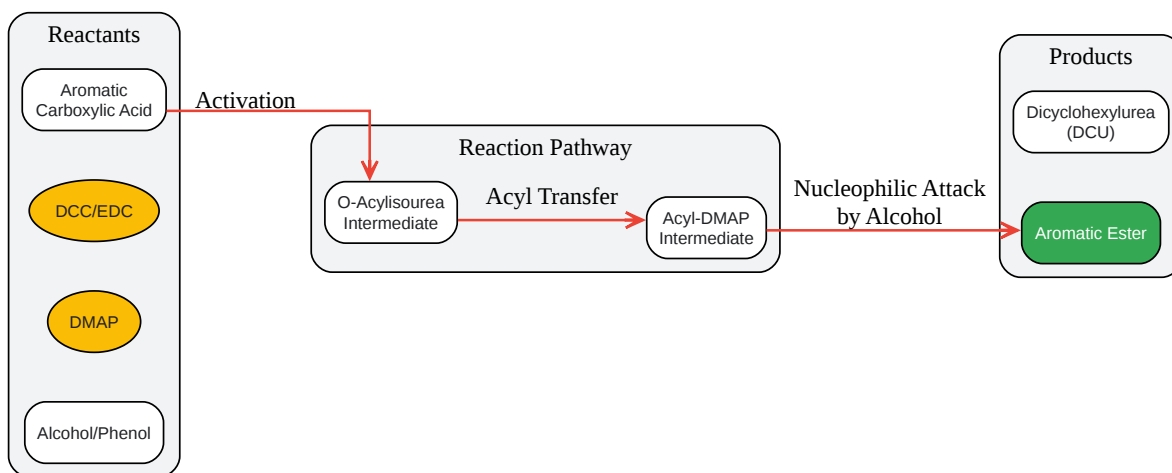 Reactants
Aromatic
Carboxylic Acid
DCC/EDC
DMAP
Alcohol/Phenol
Activation
Reaction Pathway
O-Acylisourea
Intermediate
Acyl Transfer
Acyl-DMAP
Intermediate
Nucleophilic Attack
by Alcohol
Products
Dicyclohexylurea
(DCU)
Aromatic Ester